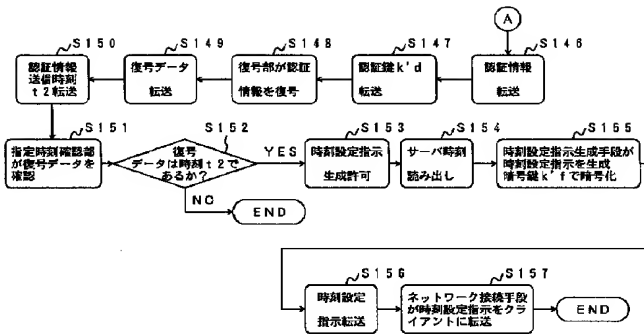 A
S150
S149
S148
S147
S146
認証情報
送信時刻
t2転送
復号データ
転送
復号部が認証
情報を復号
認証鍵k'd
転送
認証情報
転送
S151
S152
S153
S154
S155
指定時刻確認部
が復号データを
確認
復号
データは時刻t2で
あるか?
YES
NO
END
時刻設定指示
生成許可
サーバ時刻
読み出し
時刻設定指示生成手段が
時刻設定指示を生成
暗号鍵k'fで暗号化
S156
S157
時刻設定
指示転送
ネットワーク接続手段
が時刻設定指示をクラ
イアントに転送
END